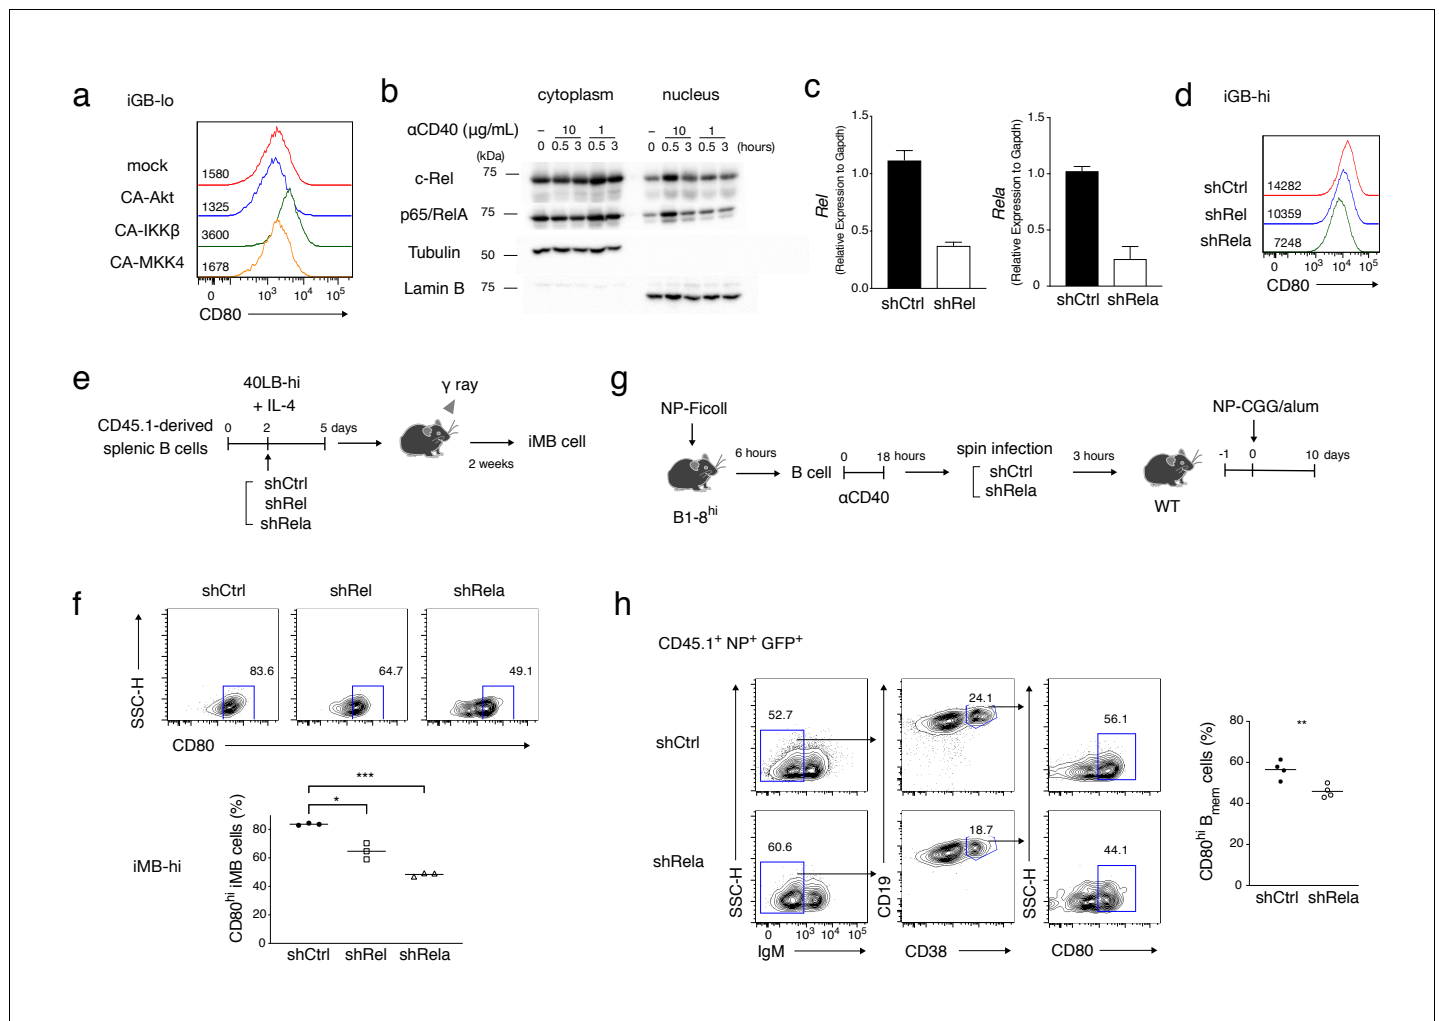 a
iGB-lo
mock
CA-Akt
CA-IKKβ
CA-MKK4
1580
1325
3600
1678
0 10³ 10⁴ 10⁵
CD80
b
cytoplasm nucleus
αCD40 (μg/mL) – 10 1 – 10 1
0 0.5 3 0.5 3 0 0.5 3 0.5 3 (hours)
(kDa)
c-Rel 75 75
p65/RelA 75 75
Tubulin 50
Lamin B 75
c
Rel
(Relative Expression to Gapdh)
1.5
1.0
0.5
0.0
shCtrl shRel
Rela
(Relative Expression to Gapdh)
1.5
1.0
0.5
0
shCtrl shRela
d
iGB-hi
shCtrl 14282
shRel 10359
shRela 7248
0 10³ 10⁴ 10⁵
CD80
e
40LB-hi
+ IL-4
CD45.1-derived
splenic B cells
0 2 5 days
shCtrl
shRel
shRela
γ ray
2 weeks
iMB cell
g
NP-Ficoll
B1-8ʰⁱ
6 hours
B cell
0 18 hours
αCD40
spin infection
shCtrl
shRela
3 hours
WT
NP-CGG/alum
-1 0 10 days
f
shCtrl shRel shRela
83.6 64.7 49.1
SSC-H
CD80
iMB-hi
CD80ʰⁱ iMB cells (%)
80
60
40
20
0
***
*
shCtrl shRel shRela
h
CD45.1⁺ NP⁺ GFP⁺
shCtrl
52.7 24.1 56.1
shRela
60.6 18.7 44.1
SSC-H
CD19
SSC-H
0 10³ 10⁴ 10⁵
IgM
CD38
CD80
CD80ʰⁱ Bmem cells (%)
80
60
40
20
0
**
shCtrl shRela